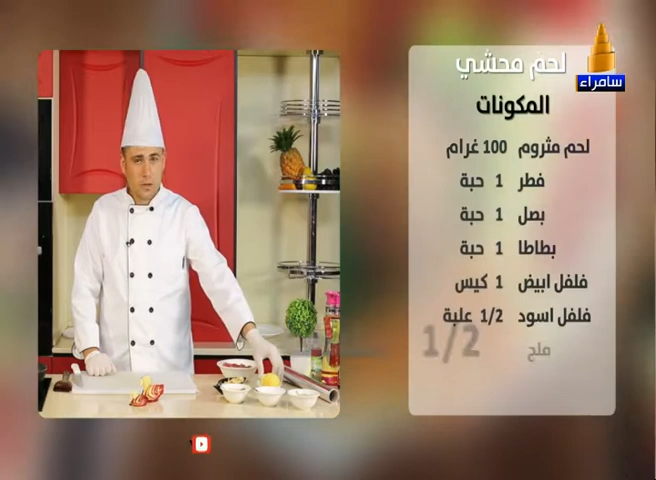 لحم محشي
سامراء
المكونات
لحم مثروم 100 غرام
فطر 1 حبة
بصل 1 حبة
بطاطا 1 حبة
فلفل ابيض 1 كيس
فلفل اسود 1/2 علبة
ملح 1/2